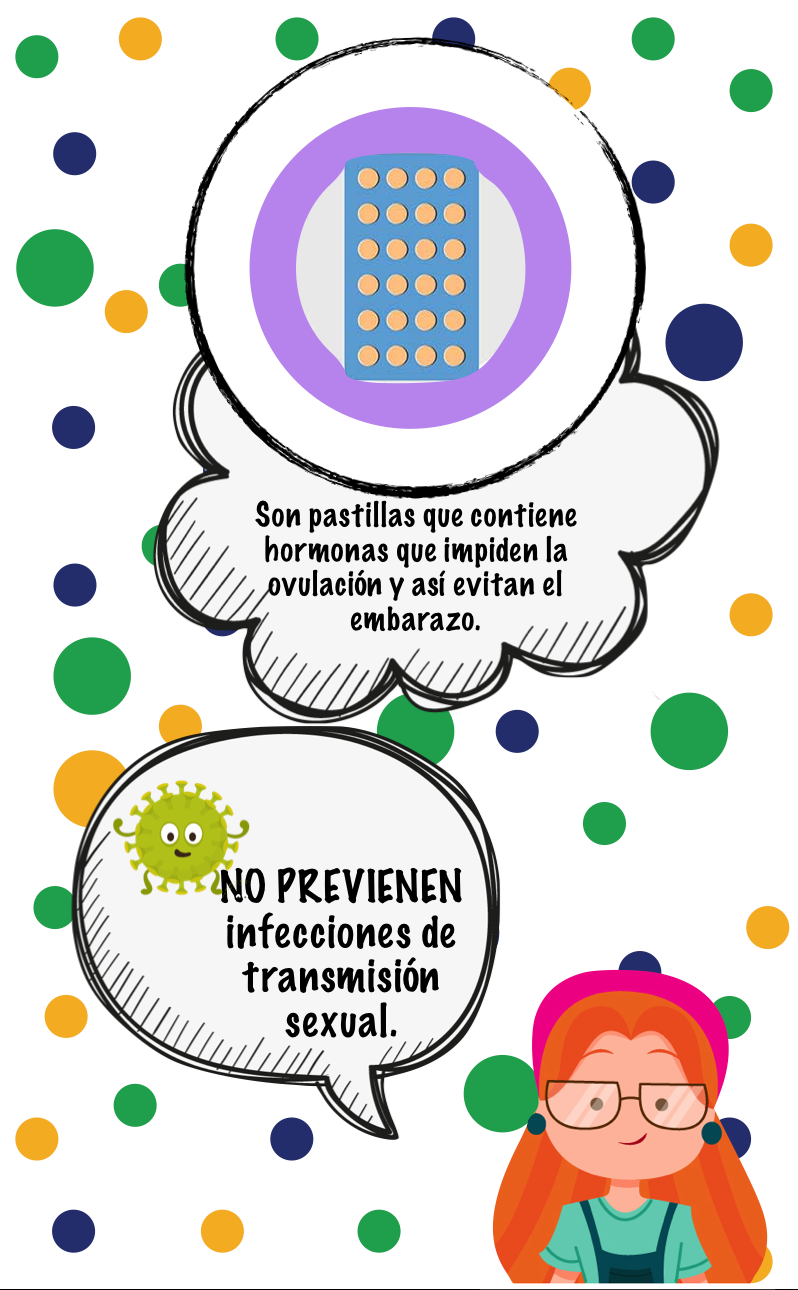 Son pastillas que contiene
hormonas que impiden la
ovulación y así evitan el
embarazo.
NO PREVIENEN
infecciones de
transmisión
sexual.